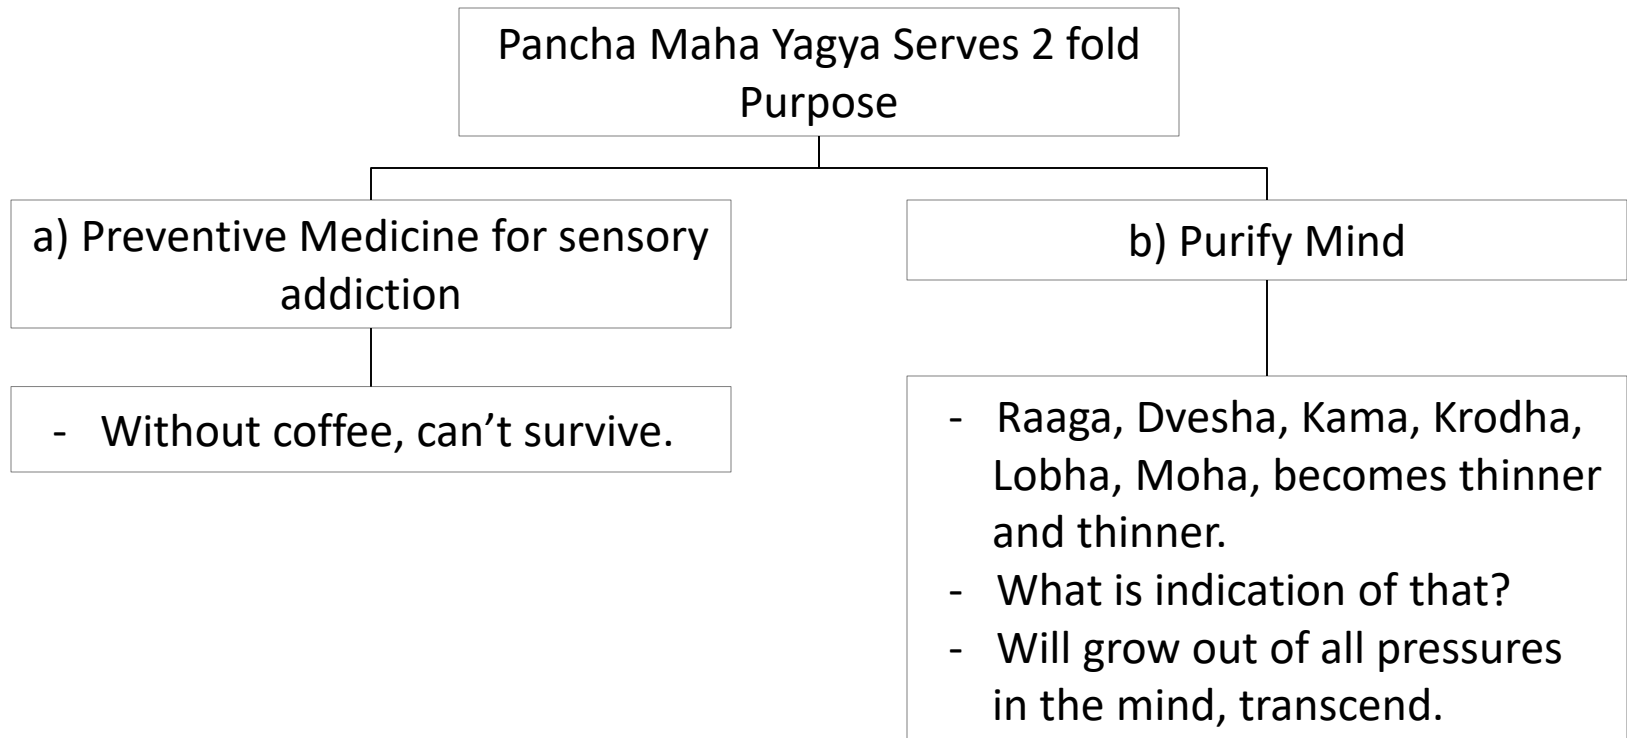 Pancha Maha Yagya Serves 2 fold
Purpose
a) Preventive Medicine for sensory
addiction
b) Purify Mind
- Without coffee, can’t survive.
- Raaga, Dvesha, Kama, Krodha,
Lobha, Moha, becomes thinner
and thinner.
- What is indication of that?
- Will grow out of all pressures
in the mind, transcend.